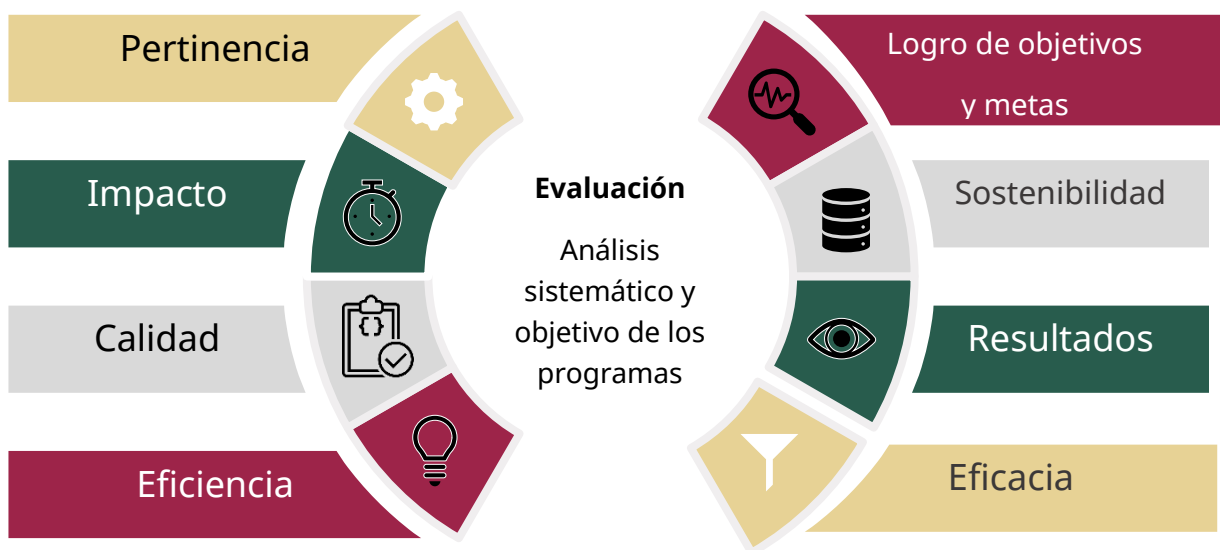 Pertinencia
Impacto
Calidad
Eficiencia
Evaluación
Análisis
sistemático y
objetivo de los
programas
Logro de objetivos
y metas
Sostenibilidad
Resultados
Eficacia
{}